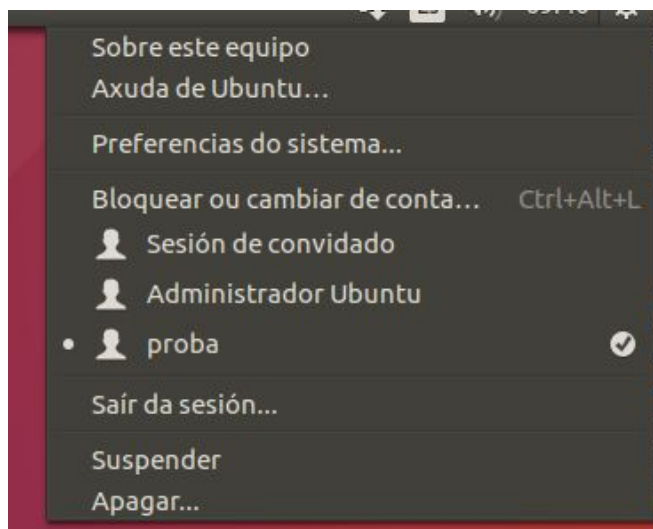 Sobre este equipo
Axuda de Ubuntu...
Preferencias do sistema...
Bloquear ou cambiar de conta... Ctrl+Alt+L
Sesión de convidado
Administrador Ubuntu
proba
Saír da sesión...
Suspender
Apagar...